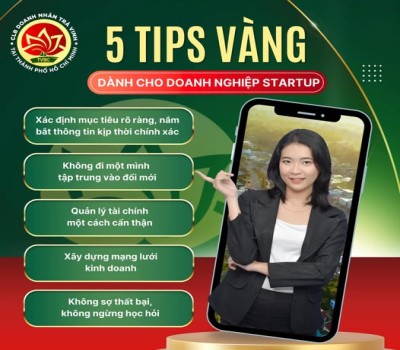 CLB DOANH NHÂN TRÀ VINH
TẠI THÀNH PHỐ HỒ CHÍ MINH
TVBC
5 TIPS VÀNG
DÀNH CHO DOANH NGHIỆP STARTUP
Xác định mục tiêu rõ ràng, nắm
bắt thông tin kịp thời chính xác
Không đi một mình
tập trung vào đổi mới
Quản lý tài chính
một cách cẩn thận
Xây dựng mạng lưới
kinh doanh
Không sợ thất bại,
không ngừng học hỏi